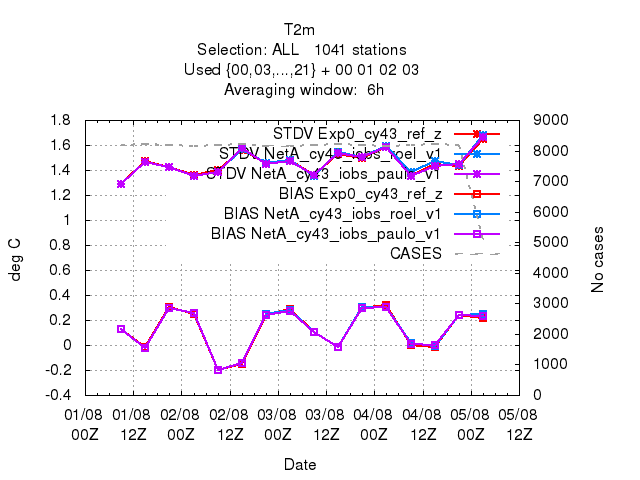 T2m
Selection: ALL   1041 stations
Used {00,03,...,21} + 00 01 02 03
Averaging window:  6h
STDV Exp0_cy43_ref_z
STDV NetA_cy43_iobs_roel_v1
STDV NetA_cy43_iobs_paulo_v1
BIAS Exp0_cy43_ref_z
BIAS NetA_cy43_iobs_roel_v1
BIAS NetA_cy43_iobs_paulo_v1
CASES
deg C
1.8
1.6
1.4
1.2
1
0.8
0.6
0.4
0.2
0
-0.2
-0.4
No cases
9000
8000
7000
6000
5000
4000
3000
2000
1000
0
01/08 01/08 02/08 02/08 03/08 03/08 04/08 04/08 05/08 05/08
00Z 12Z 00Z 12Z 00Z 12Z 00Z 12Z 00Z 12Z
Date